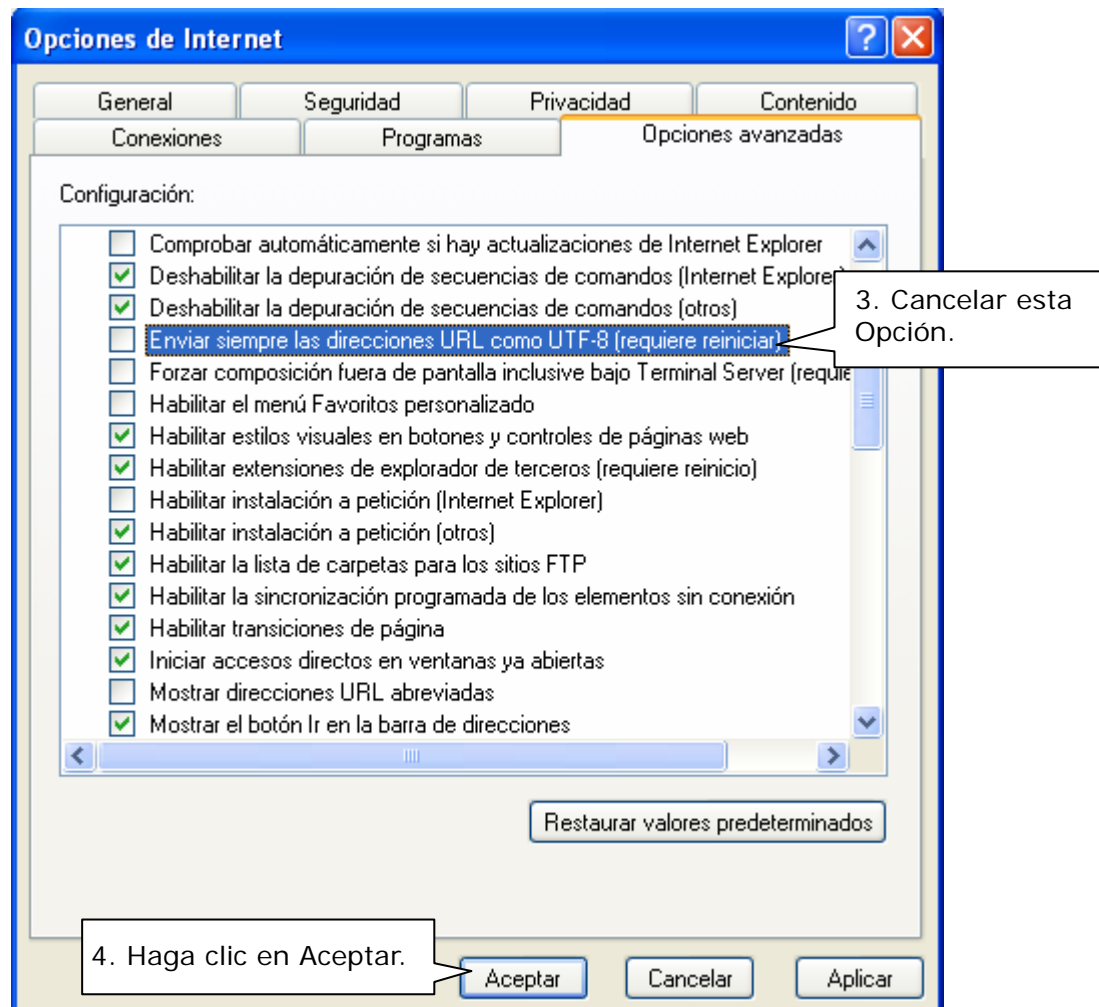 Opciones de Internet
General
Seguridad
Privacidad
Contenido
Conexiones
Programas
Opciones avanzadas
Configuración:
Comprobar automáticamente si hay actualizaciones de Internet Explorer
Deshabilitar la depuración de secuencias de comandos (Internet Explorer)
Deshabilitar la depuración de secuencias de comandos (otros)
3. Cancelar esta
Opción.
Enviar siempre las direcciones URL como UTF-8 (requiere reiniciar)
Forzar composición fuera de pantalla inclusive bajo Terminal Server (requie
Habilitar el menú Favoritos personalizado
Habilitar estilos visuales en botones y controles de páginas web
Habilitar extensiones de explorador de terceros (requiere reinicio)
Habilitar instalación a petición (Internet Explorer)
Habilitar instalación a petición (otros)
Habilitar la lista de carpetas para los sitios FTP
Habilitar la sincronización programada de los elementos sin conexión
Habilitar transiciones de página
Iniciar accesos directos en ventanas ya abiertas
Mostrar direcciones URL abreviadas
Mostrar el botón Ir en la barra de direcciones
Restaurar valores predeterminados
4. Haga clic en Aceptar.
Aceptar
Cancelar
Aplicar